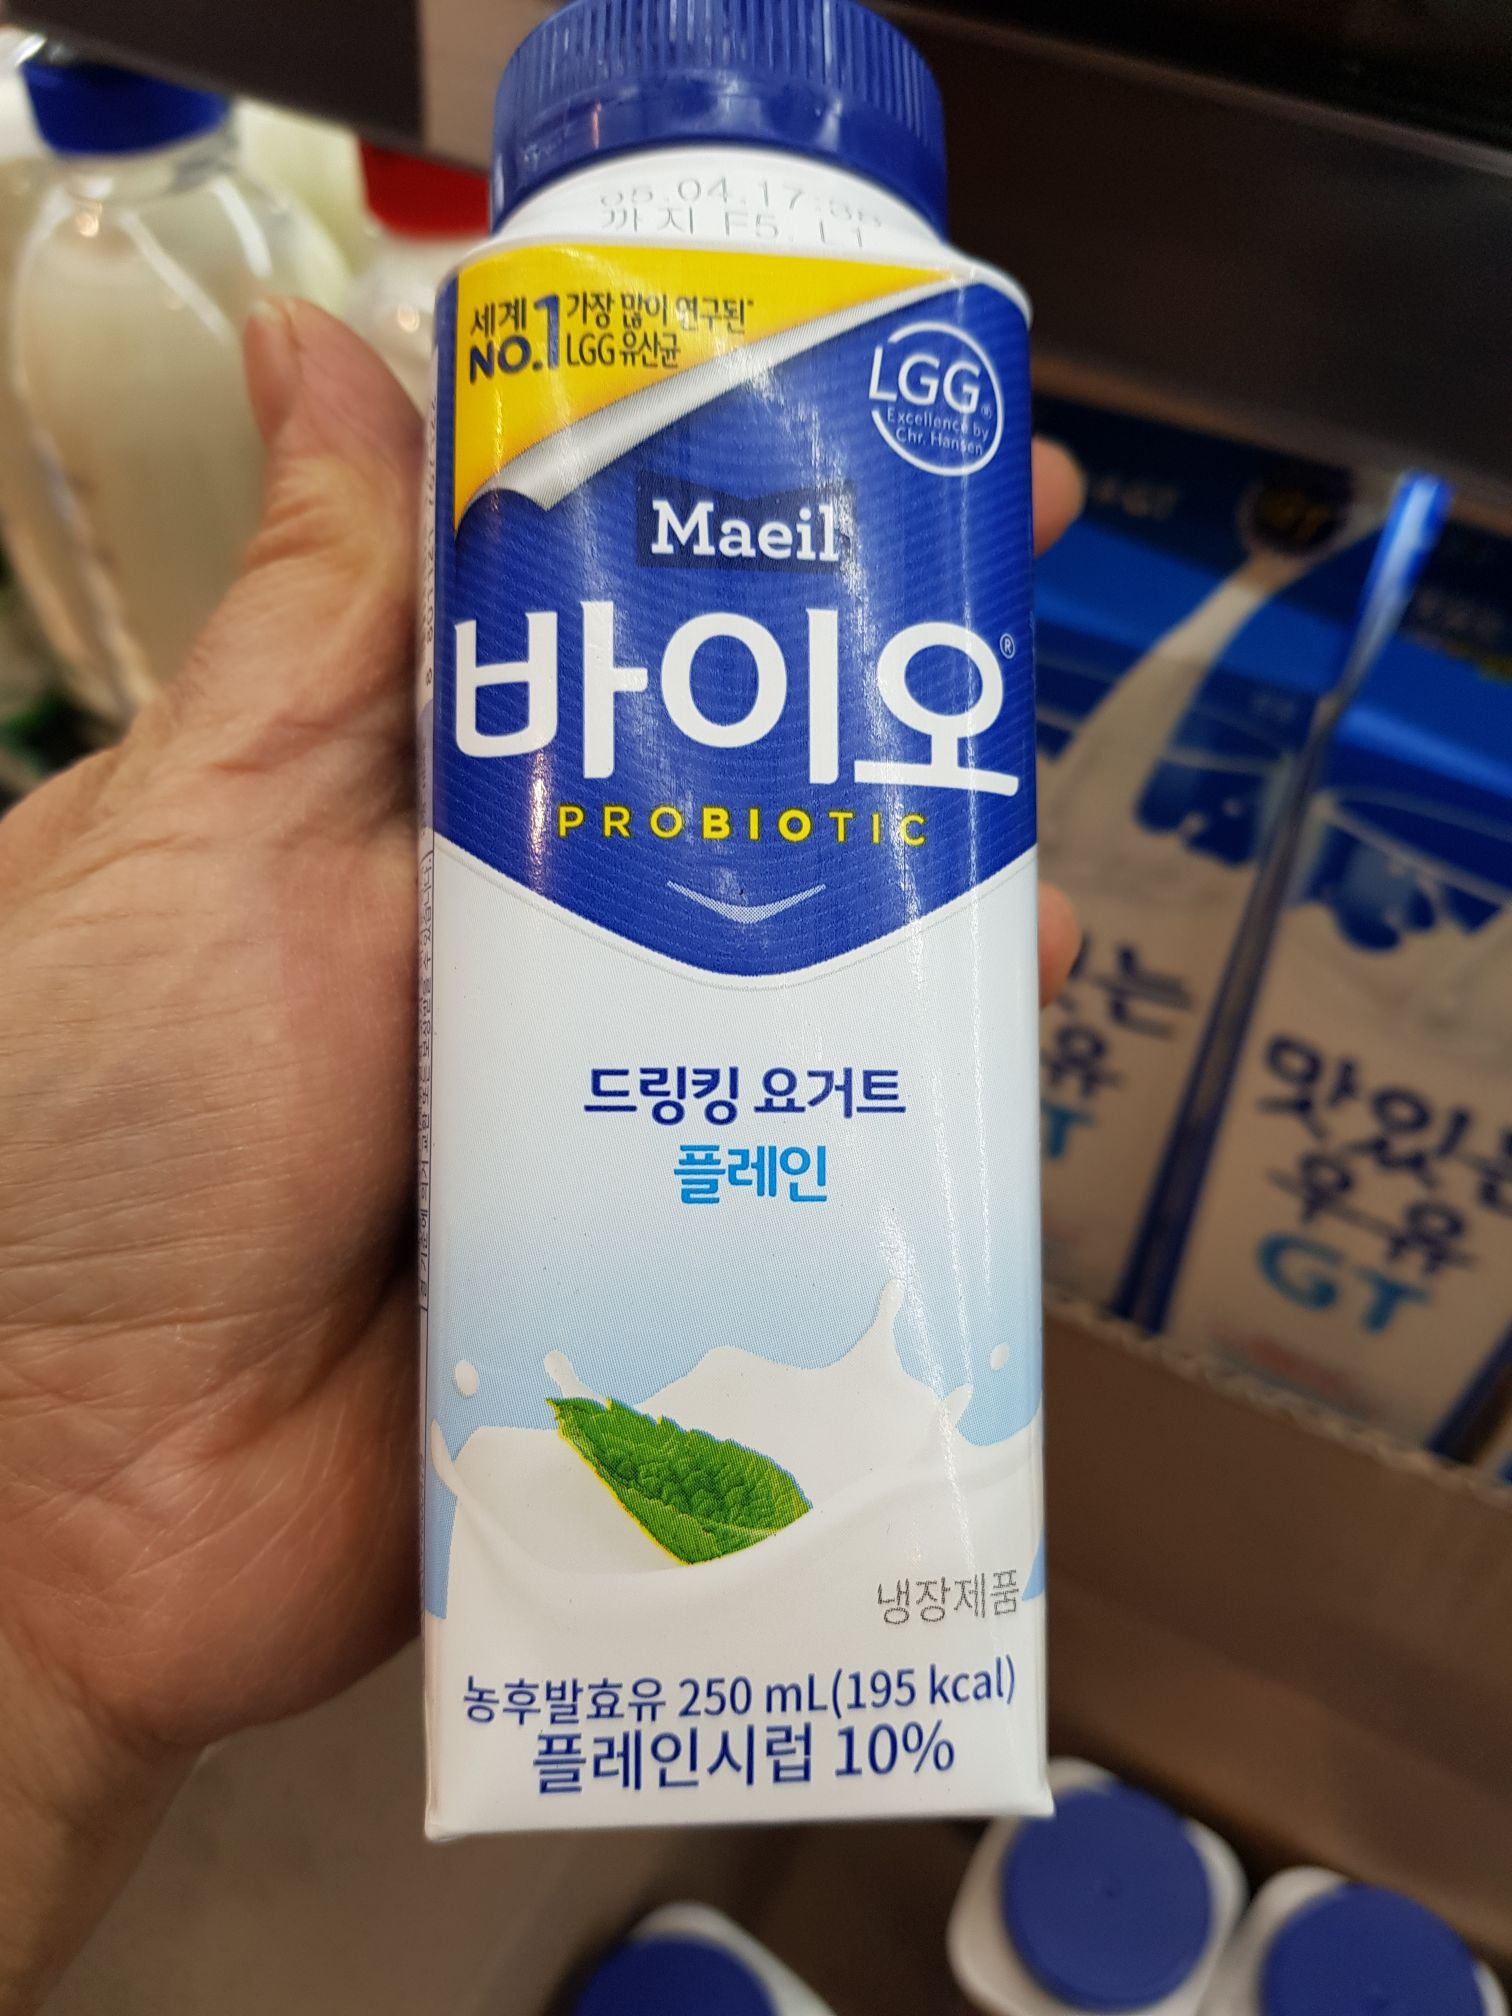 05.04.17:38
까지 F5. L1
세계 NO.1
가장 많이 연구된*
LGG 유산균
LGG®
Excellence by
Chr. Hansen
Maeil
바이오®
PROBIOTIC
드링킹 요거트
플레인
냉장제품
농후발효유 250 mL(195 kcal)
플레인시럽 10%
맛있는
우유
GT